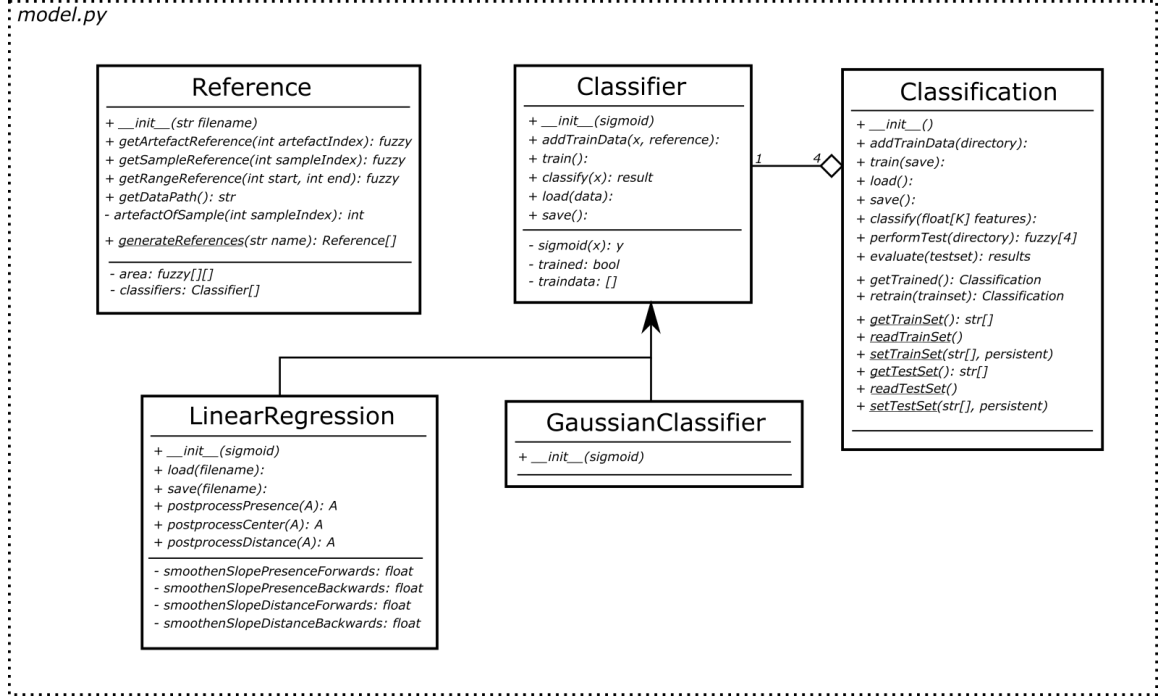 model.py
Reference
+ __init__(str filename)
+ getArtefactReference(int artefactIndex): fuzzy
+ getSampleReference(int sampleIndex): fuzzy
+ getRangeReference(int start, int end): fuzzy
+ getDataPath(): str
- artefactOfSample(int sampleIndex): int
+ generateReferences(str name): Reference[]
- area: fuzzy[][]
- classifiers: Classifier[]
Classifier
+ __init__(sigmoid)
+ addTrainData(x, reference):
+ train():
+ classify(x): result
+ load(data):
+ save():
- sigmoid(x): y
- trained: bool
- traindata: []
1
4
Classification
+ __init__()
+ addTrainData(directory):
+ train(save):
+ load():
+ save():
+ classify(float[K] features):
+ performTest(directory): fuzzy[4]
+ evaluate(testset): results
+ getTrained(): Classification
+ retrain(trainset): Classification
+ getTrainSet(): str[]
+ readTrainSet()
+ setTrainSet(str[], persistent)
+ getTestSet(): str[]
+ readTestSet()
+ setTestSet(str[], persistent)
LinearRegression
+ __init__(sigmoid)
+ load(filename):
+ save(filename):
+ postprocessPresence(A): A
+ postprocessCenter(A): A
+ postprocessDistance(A): A
- smoothenSlopePresenceForwards: float
- smoothenSlopePresenceBackwards: float
- smoothenSlopeDistanceForwards: float
- smoothenSlopeDistanceBackwards: float
GaussianClassifier
+ __init__(sigmoid)